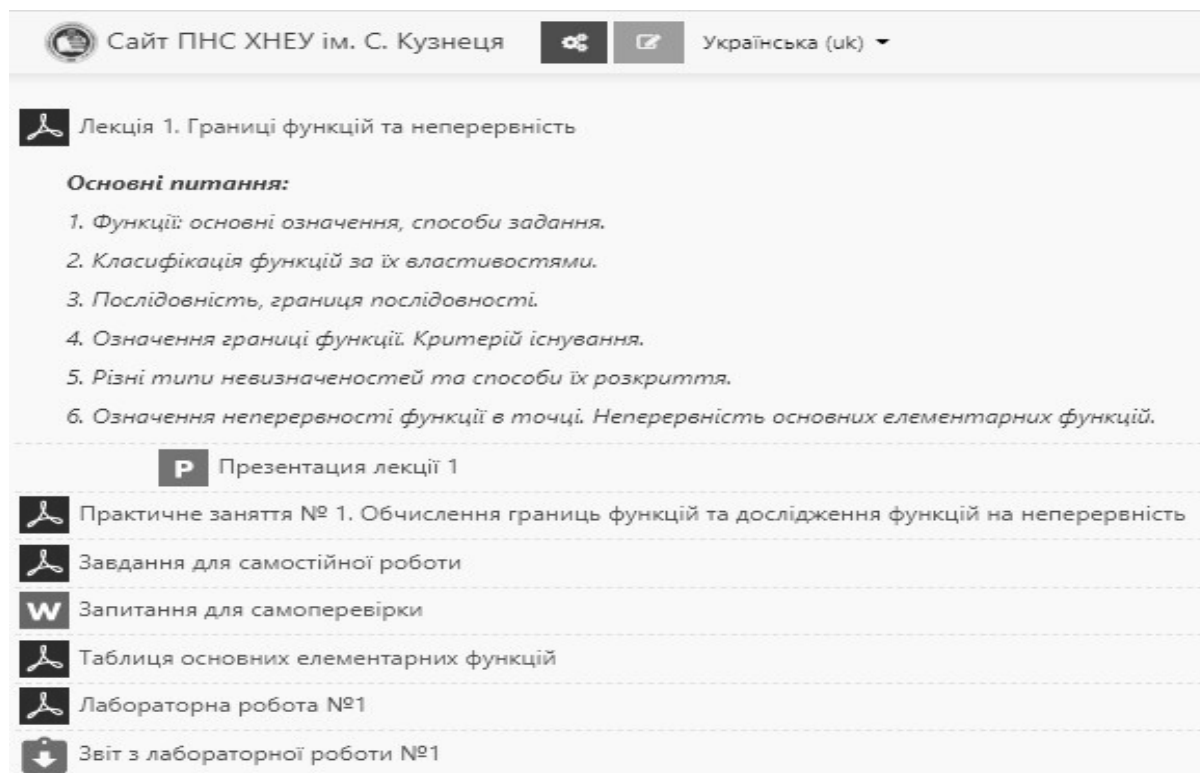 Сайт ПНС ХНЕУ ім. С. Кузнеця Українська (uk)
Лекція 1. Границі функцій та неперервність
Основні питання:
1. Функції: основні означення, способи задання.
2. Класифікація функцій за їх властивостями.
3. Послідовність, границя послідовності.
4. Означення границі функції. Критерій існування.
5. Різні типи невизначеностей та способи їх розкриття.
6. Означення неперервності функції в точці. Неперервність основних елементарних функцій.
P Презентация лекції 1
Практичне заняття № 1. Обчислення границь функцій та дослідження функцій на неперервність
Завдання для самостійної роботи
W Запитання для самоперевірки
Таблиця основних елементарних функцій
Лабораторна робота №1
Звіт з лабораторної роботи №1